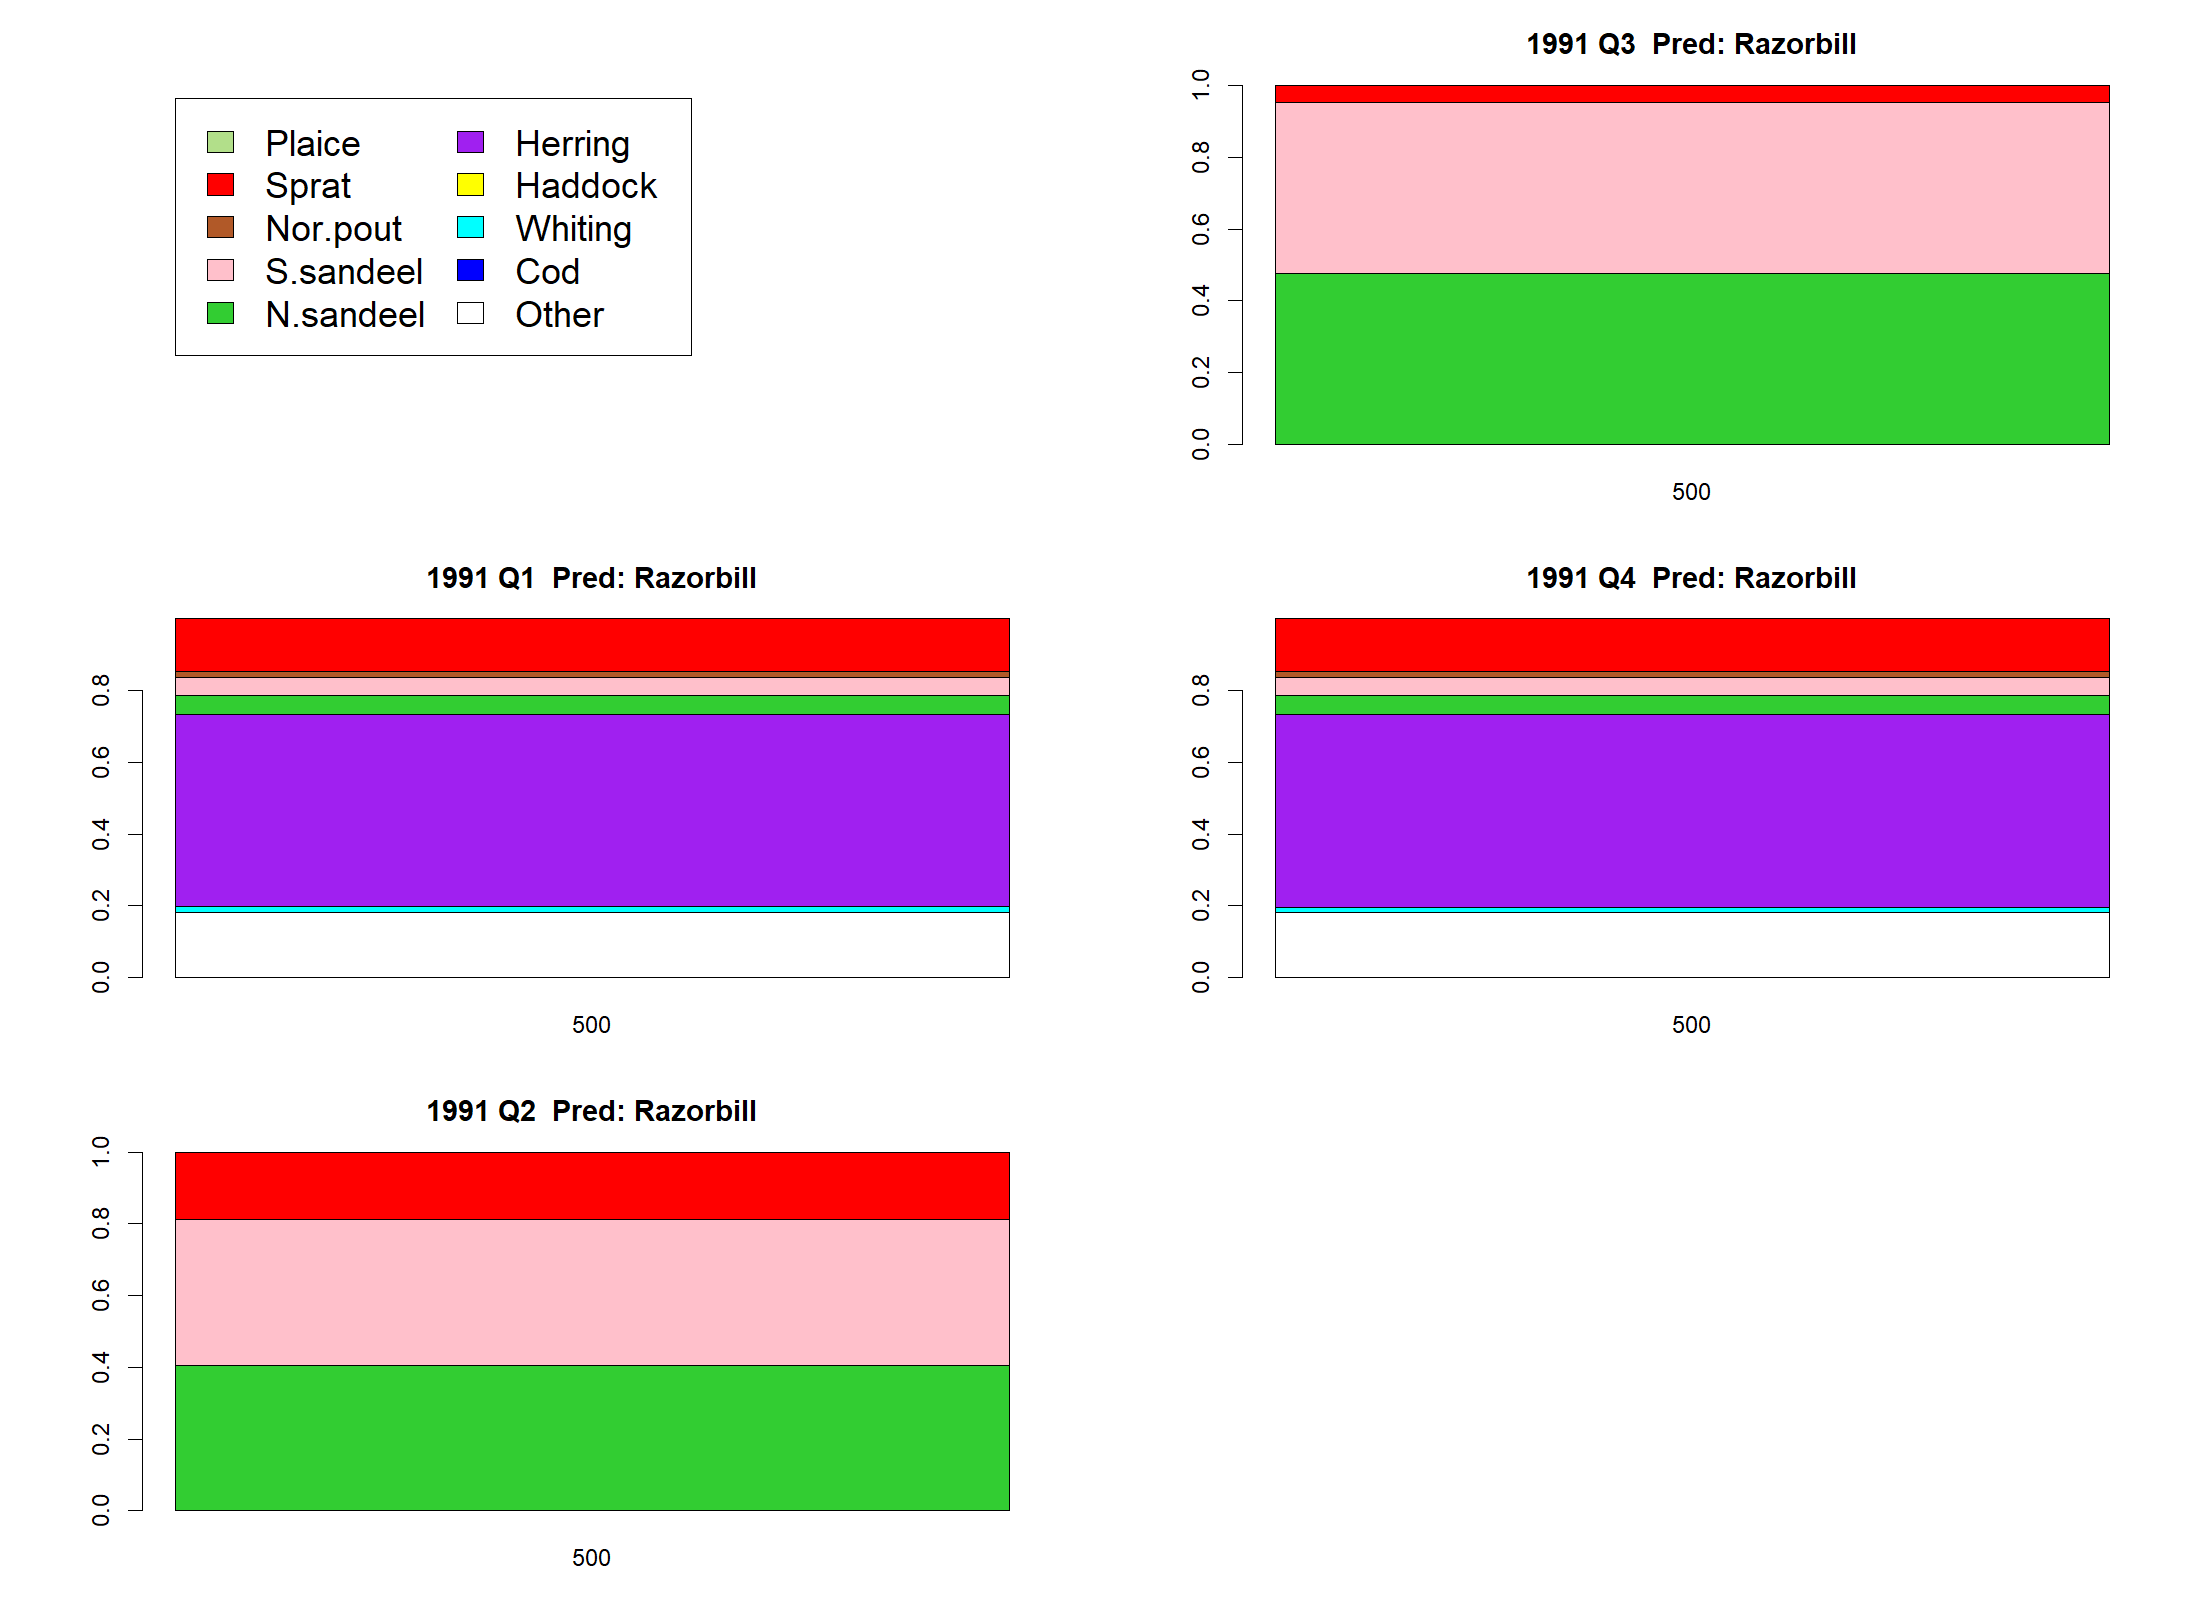 Plaice
Sprat
Nor.pout
S.sandeel
N.sandeel
Herring
Haddock
Whiting
Cod
Other
1991 Q3  Pred: Razorbill
1.0
0.8
0.6
0.4
0.2
0.0
500
1991 Q1  Pred: Razorbill
0.8
0.6
0.4
0.2
0.0
500
1991 Q4  Pred: Razorbill
0.8
0.6
0.4
0.2
0.0
500
1991 Q2  Pred: Razorbill
1.0
0.8
0.6
0.4
0.2
0.0
500